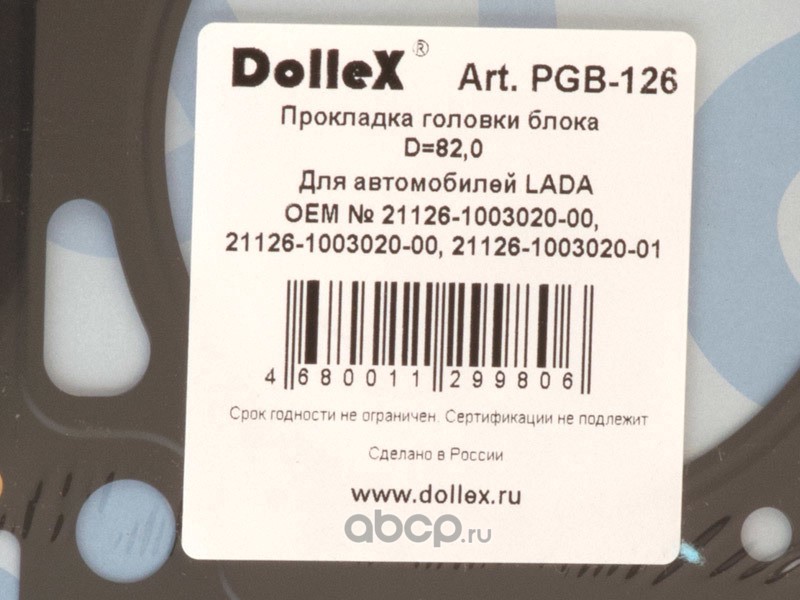 DolleX® Art. PGB-126
Прокладка головки блока
D=82,0
Для автомобилей LADA
OEM № 21126-1003020-00,
21126-1003020-00, 21126-1003020-01
4 680011 299806
Срок годности не ограничен. Сертификации не подлежит
Сделано в России
www.dollex.ru
abcp.ru